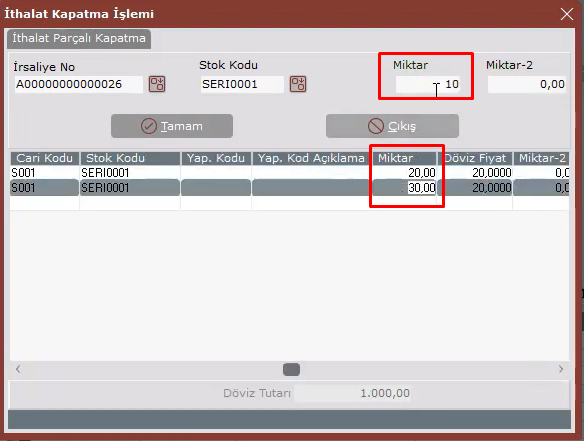 İthalat Kapatma İşlemi
İthalat Parçalı Kapatma
İrsaliye No Stok Kodu Miktar Miktar-2
A00000000000026 SERI0001 10 0,00
Tamam Çıkış
Cari Kodu Stok Kodu Yap. Kodu Yap. Kod Açıklama Miktar Döviz Fiyat Miktar-2
S001 SERI0001 20,00 20,0000 0,0
S001 SERI0001 30,00 20,0000 0,0
Döviz Tutarı 1.000,00